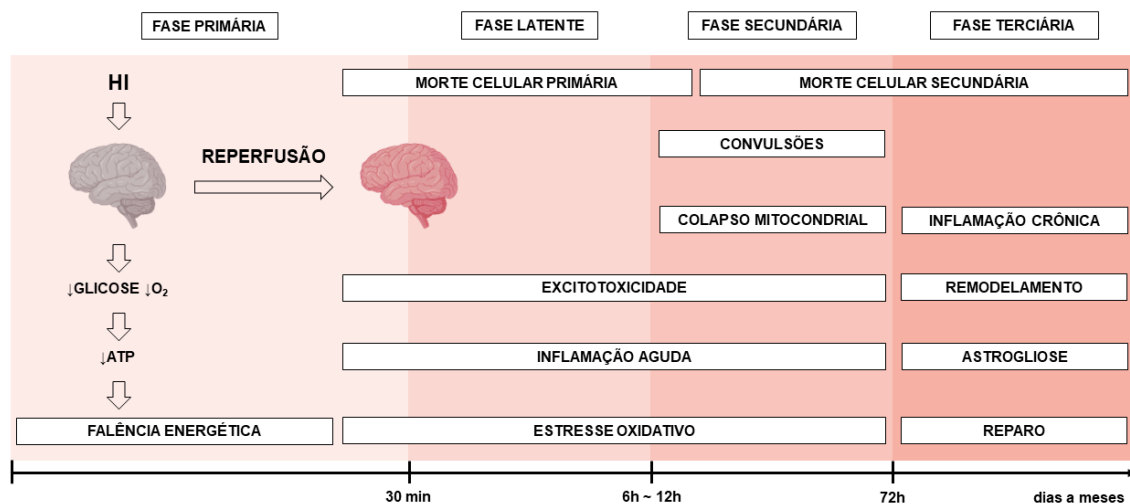 FASE PRIMÁRIA
FASE LATENTE
FASE SECUNDÁRIA
FASE TERCIÁRIA
HI
MORTE CELULAR PRIMÁRIA
MORTE CELULAR SECUNDÁRIA
CONVULSÕES
REPERFUSÃO
COLAPSO MITOCONDRIAL
INFLAMAÇÃO CRÔNICA
↓GLICOSE ↓O₂
EXCITOTOXICIDADE
REMODELAMENTO
↓ATP
INFLAMAÇÃO AGUDA
ASTROGLIOSE
FALÊNCIA ENERGÉTICA
ESTRESSE OXIDATIVO
REPARO
30 min
6h ~ 12h
72h
dias a meses